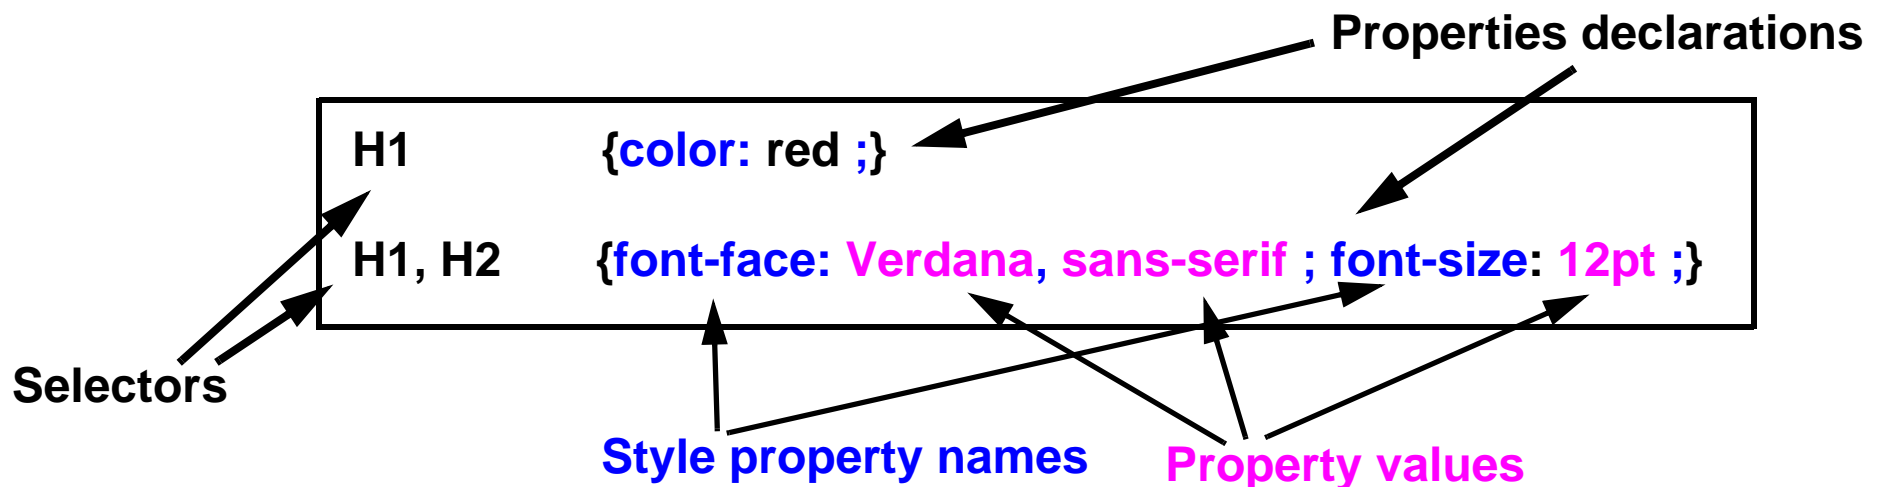 Properties declarations
H1 {color: red ;}
H1, H2 {font-face: Verdana, sans-serif ; font-size: 12pt ;}
Selectors
Style property names
Property values